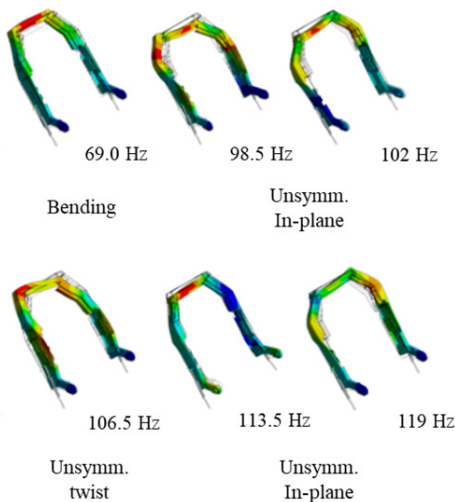 69.0 Hz
98.5 Hz
102 Hz
Bending
Unsymm.
In-plane
106.5 Hz
113.5 Hz
119 Hz
Unsymm.
twist
Unsymm.
In-plane